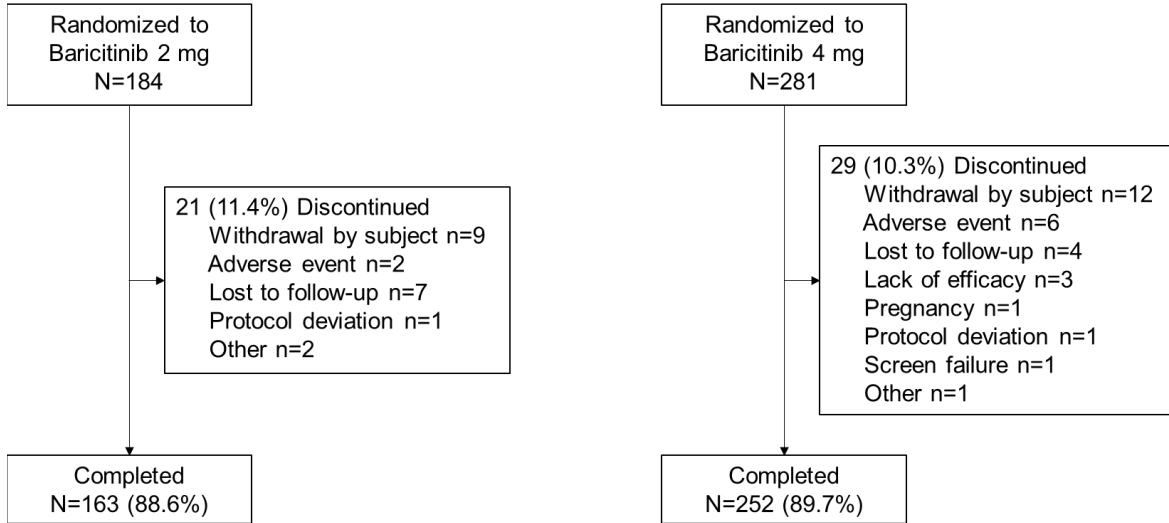 Randomized to
Baricitinib 2 mg
N=184
21 (11.4%) Discontinued
Withdrawal by subject n=9
Adverse event n=2
Lost to follow-up n=7
Protocol deviation n=1
Other n=2
Completed
N=163 (88.6%)
Randomized to
Baricitinib 4 mg
N=281
29 (10.3%) Discontinued
Withdrawal by subject n=12
Adverse event n=6
Lost to follow-up n=4
Lack of efficacy n=3
Pregnancy n=1
Protocol deviation n=1
Screen failure n=1
Other n=1
Completed
N=252 (89.7%)